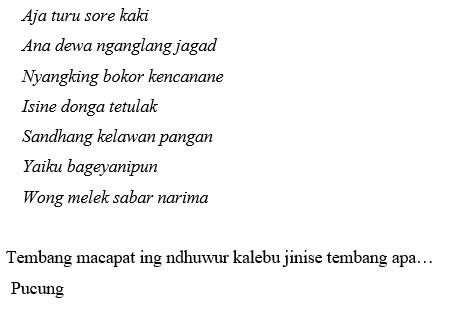 Aja turu sore kaki
Ana dewa nganglang jagad
Nyangking bokor kencanane
Isine donga tetulak
Sandhang kelawan pangan
Yaiku bageyanipun
Wong melek sabar narima
Tembang macapat ing ndhuwur kalebu jinise tembang apa…
Pucung